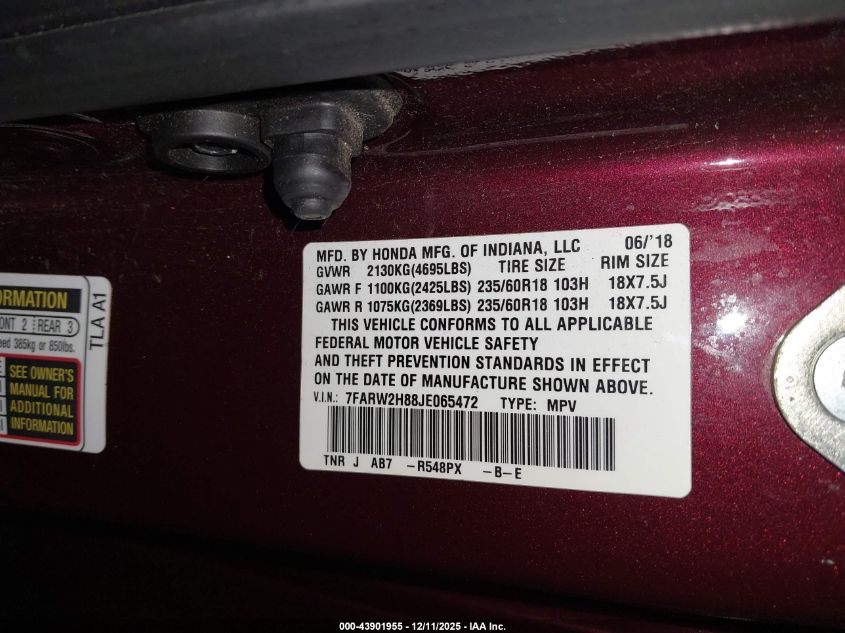 MFD. BY HONDA MFG. OF INDIANA, LLC 06/'18
GVWR 2130KG(4695LBS) TIRE SIZE RIM SIZE
GAWR F 1100KG(2425LBS) 235/60R18 103H 18X7.5J
GAWR R 1075KG(2369LBS) 235/60R18 103H 18X7.5J
THIS VEHICLE CONFORMS TO ALL APPLICABLE
FEDERAL MOTOR VEHICLE SAFETY
AND THEFT PREVENTION STANDARDS IN EFFECT
ON THE DATE OF MANUFACTURE SHOWN ABOVE.
V.I.N.: 7FARW2H88JE065472 TYPE: MPV
TNR J AB7 -R548PX -B-E
ORMATION
ONT 2 REAR 3
eed 385kg or 850lbs.
SEE OWNER'S
MANUAL FOR
ADDITIONAL
INFORMATION
TLA A1
000-43901955 - 12/11/2025 - IAA Inc.